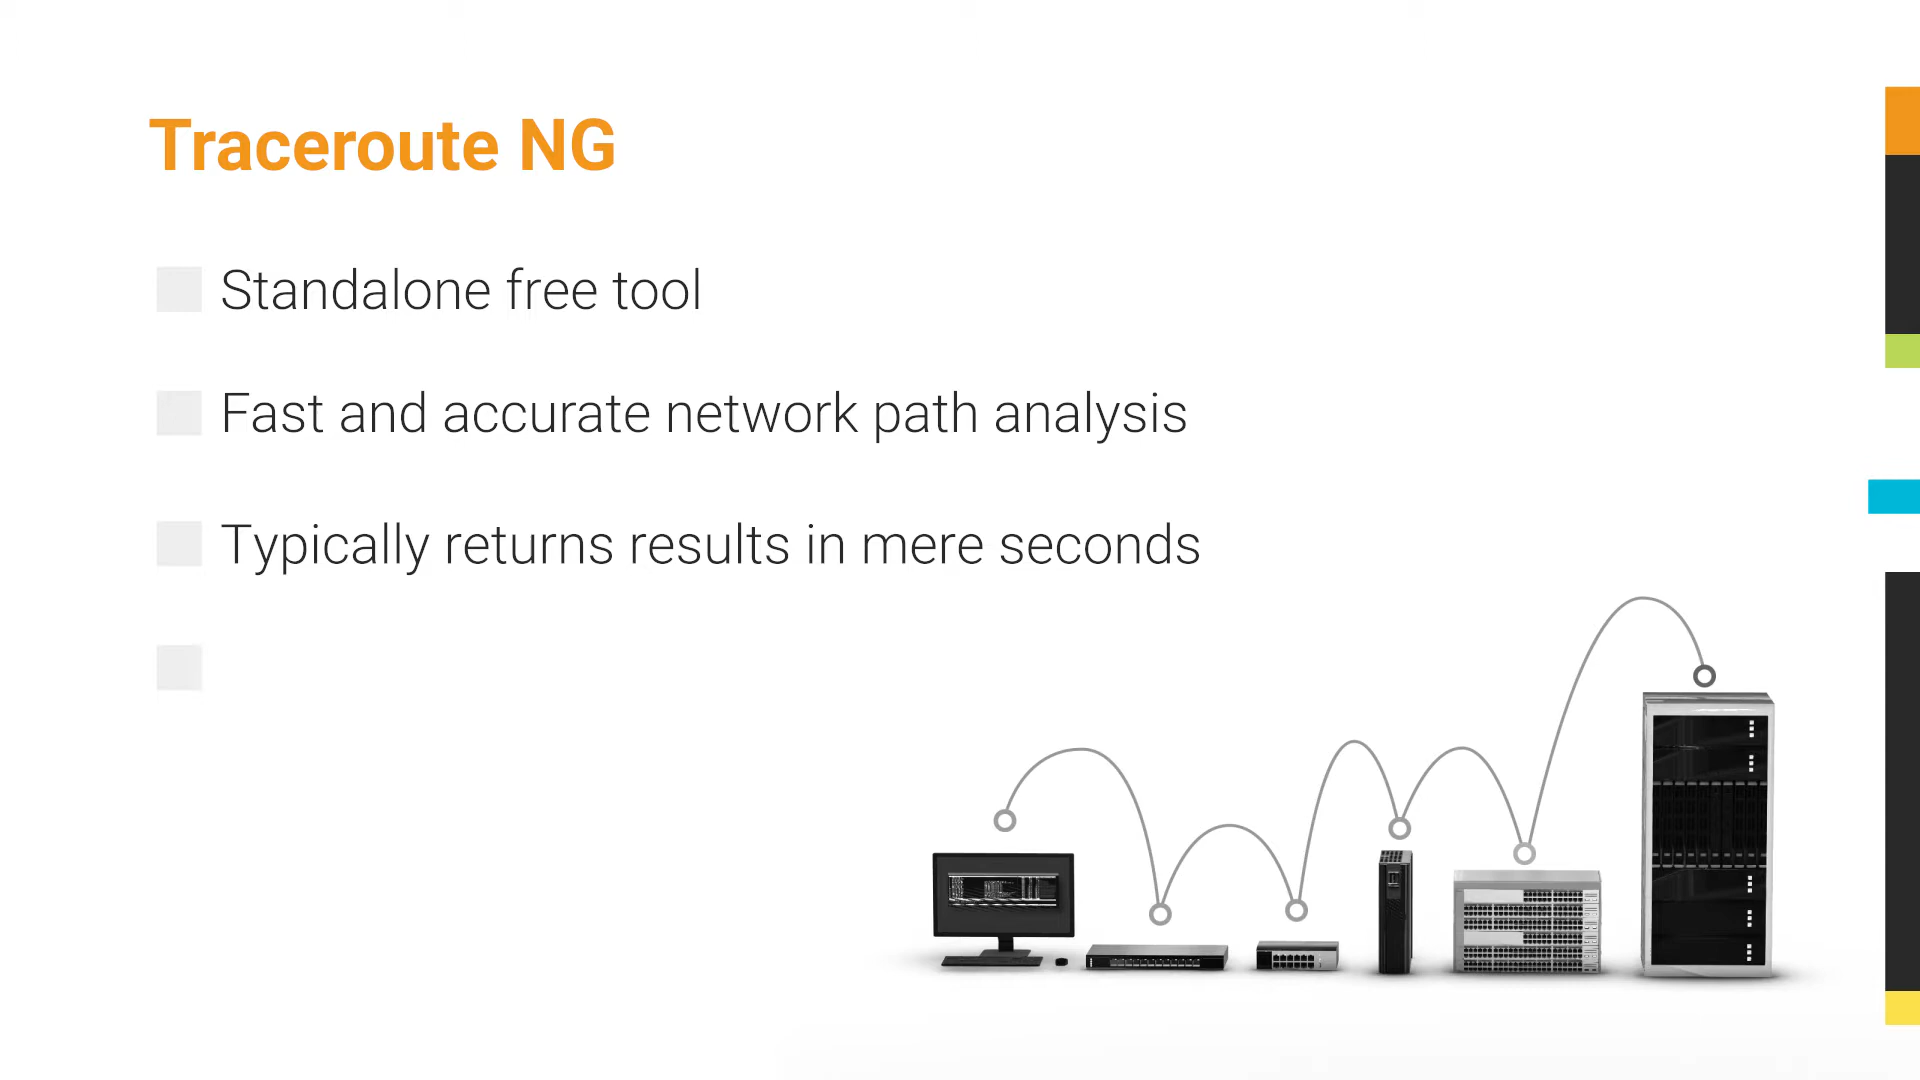 Traceroute NG
Standalone free tool
Fast and accurate network path analysis
Typically returns results in mere seconds